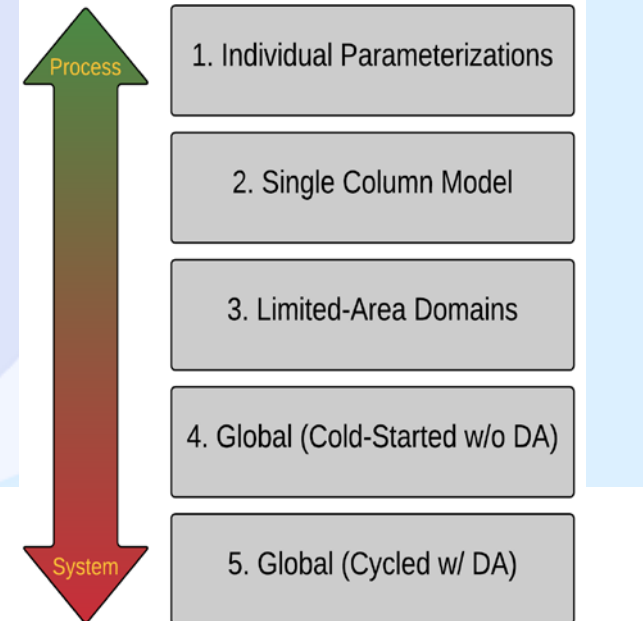 Process
1. Individual Parameterizations
2. Single Column Model
3. Limited-Area Domains
4. Global (Cold-Started w/o DA)
System
5. Global (Cycled w/ DA)